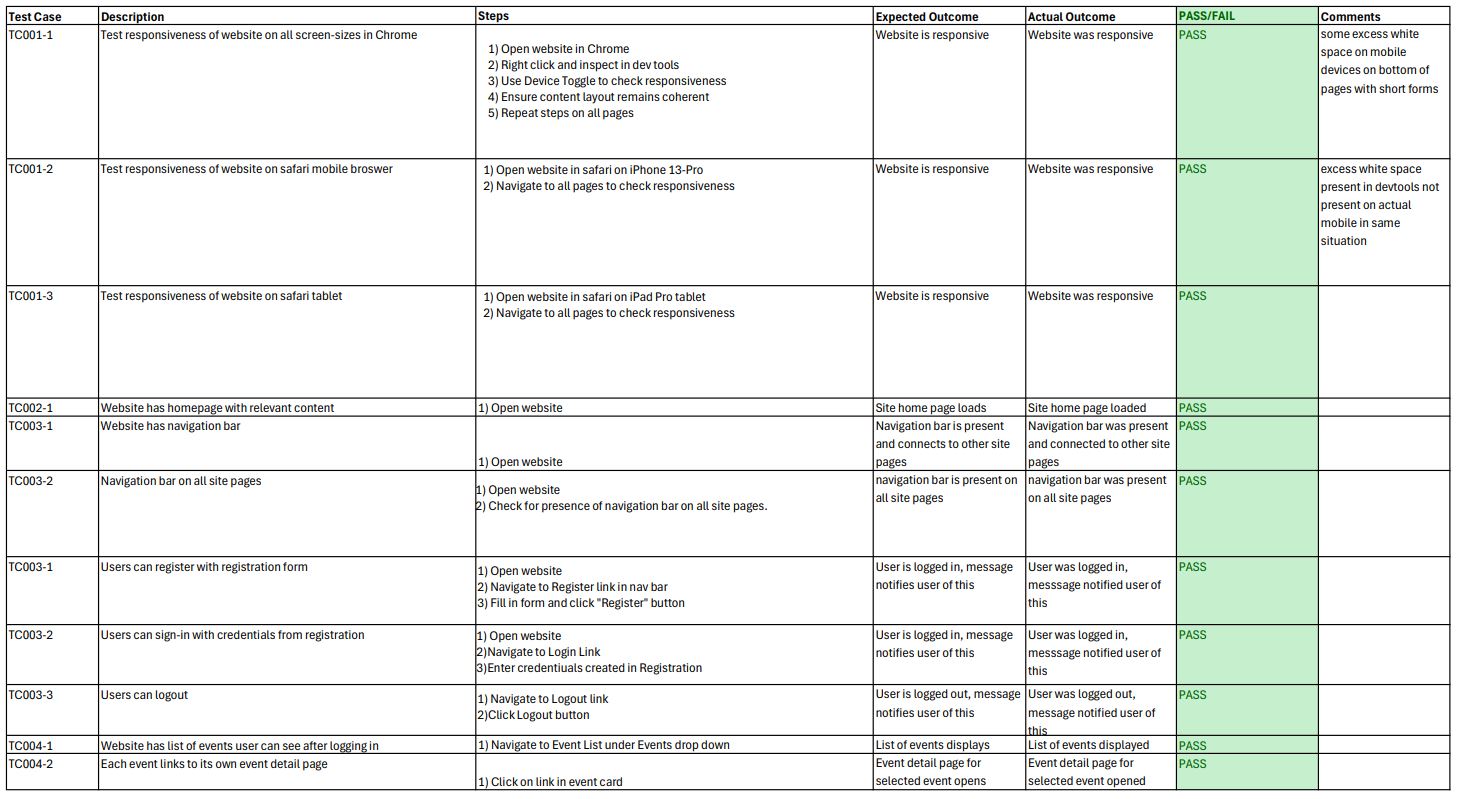 Test Case Description Steps Expected Outcome Actual Outcome PASS/FAIL Comments
TC001-1
Test responsiveness of website on all screen-sizes in Chrome
1) Open website in Chrome
2) Right click and inspect in dev tools
3) Use Device Toggle to check responsiveness
4) Ensure content layout remains coherent
5) Repeat steps on all pages
Website is responsive
Website was responsive
PASS
some excess white
space on mobile
devices on bottom of
pages with short forms
TC001-2
Test responsiveness of website on safari mobile broswer
1) Open website in safari on iPhone 13-Pro
2) Navigate to all pages to check responsiveness
Website is responsive
Website was responsive
PASS
excess white space
present in devtools not
present on actual
mobile in same
situation
TC001-3
Test responsiveness of website on safari tablet
1) Open website in safari on iPad Pro tablet
2) Navigate to all pages to check responsiveness
Website is responsive
Website was responsive
PASS
TC002-1
Website has homepage with relevant content
1) Open website
Site home page loads
Site home page loaded
PASS
TC003-1
Website has navigation bar
1) Open website
Navigation bar is present
and connects to other site
pages
Navigation bar was present
and connected to other site
pages
PASS
TC003-2
Navigation bar on all site pages
1) Open website
2) Check for presence of navigation bar on all site pages.
navigation bar is present on
all site pages
navigation bar was present
on all site pages
PASS
TC003-1
Users can register with registration form
1) Open website
2) Navigate to Register link in nav bar
3) Fill in form and click "Register" button
User is logged in, message
notifies user of this
User was logged in,
messsage notified user of
this
PASS
TC003-2
Users can sign-in with credentials from registration
1) Open website
2)Navigate to Login Link
3)Enter credentiuals created in Registration
User is logged in, message
notifies user of this
User was logged in,
messsage notified user of
this
PASS
TC003-3
Users can logout
1) Navigate to Logout link
2)Click Logout button
User is logged out, message
notifies user of this
User was logged out,
message notified user of
this
PASS
TC004-1
Website has list of events user can see after logging in
1) Navigate to Event List under Events drop down
List of events displays
List of events displayed
PASS
TC004-2
Each event links to its own event detail page
1) Click on link in event card
Event detail page for
selected event opens
Event detail page for
selected event opened
PASS